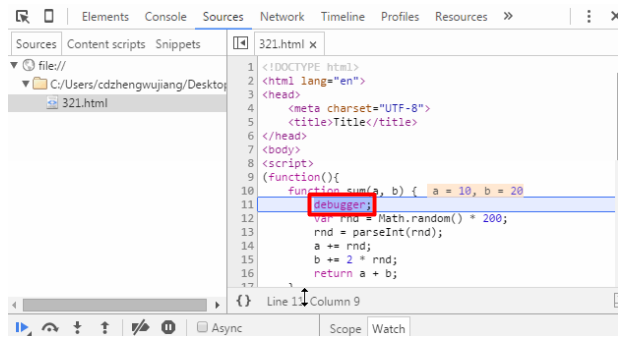 Elements Console Sources Network Timeline Profiles Resources »
Sources Content scripts Snippets 321.html ×
file://
C:/Users/cdzhengwujiang/Desktop
321.html
1 <!DOCTYPE html>
2 <html lang="en">
3 <head>
4 <meta charset="UTF-8">
5 <title>Title</title>
6 </head>
7 <body>
8 <script>
9 (function(){
10 function sum(a, b) { a = 10, b = 20
11 debugger;
12 var rnd = Math.random() * 200;
13 rnd = parseInt(rnd);
14 a += rnd;
15 b += 2 * rnd;
16 return a + b;
17 }
{} Line 11, Column 9
Async Scope Watch